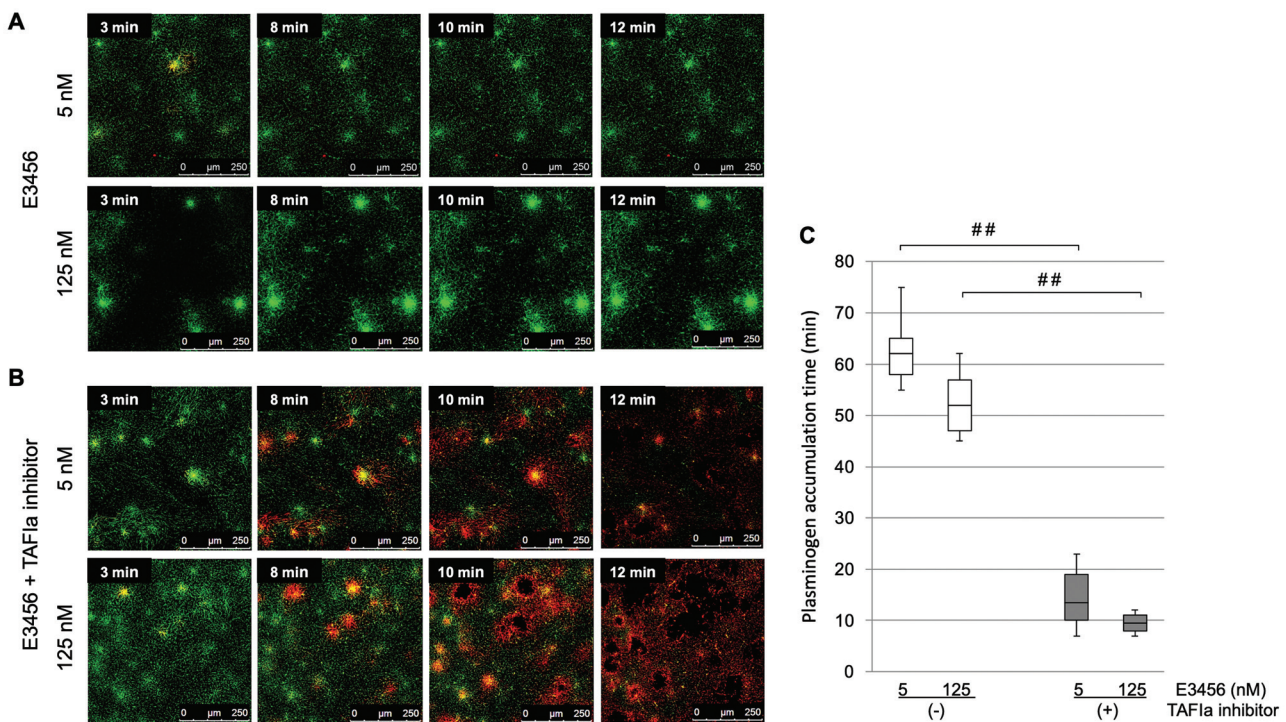 A
E3456
5 nM
3 min
8 min
10 min
12 min
0 µm 250
0 µm 250
0 µm 250
0 µm 250
125 nM
3 min
8 min
10 min
12 min
0 µm 250
0 µm 250
0 µm 250
0 µm 250
B
E3456 + TAFIa inhibitor
5 nM
3 min
8 min
10 min
12 min
0 µm 250
0 µm 250
0 µm 250
0 µm 250
125 nM
3 min
8 min
10 min
12 min
0 µm 250
0 µm 250
0 µm 250
0 µm 250
C
##
##
Plasminogen accumulation time (min)
80
70
60
50
40
30
20
10
0
5 125 5 125 E3456 (nM)
(-) (+) TAFIa inhibitor